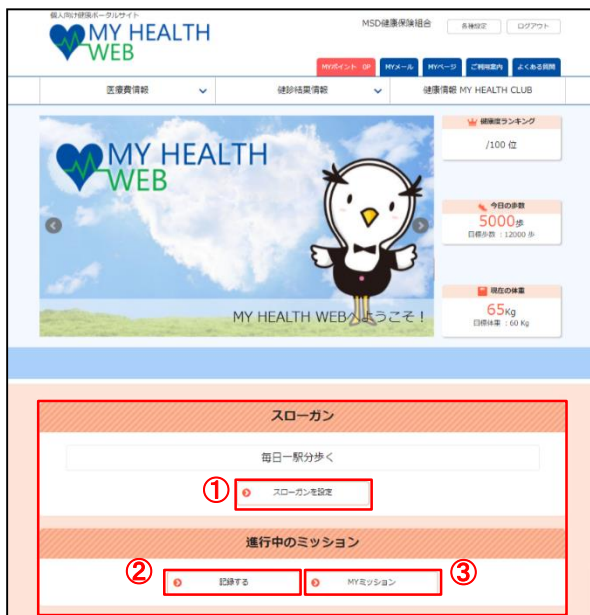 個人向け健康ポータルサイト
MY HEALTH WEB
MSD健康保険組合
各種設定
ログアウト
MYポイント 0P
MYメール
MYページ
ご利用案内
よくある質問
医療費情報
健診結果情報
健康情報 MY HEALTH CLUB
MY HEALTH
WEB
MY HEALTH WEBへようこそ！
健康度ランキング
/100 位
今日の歩数
5000歩
目標歩数 : 12000 歩
現在の体重
65Kg
目標体重 : 60 Kg
スローガン
毎日一駅分歩く
①
スローガンを設定
進行中のミッション
②
記録する
MYミッション
③